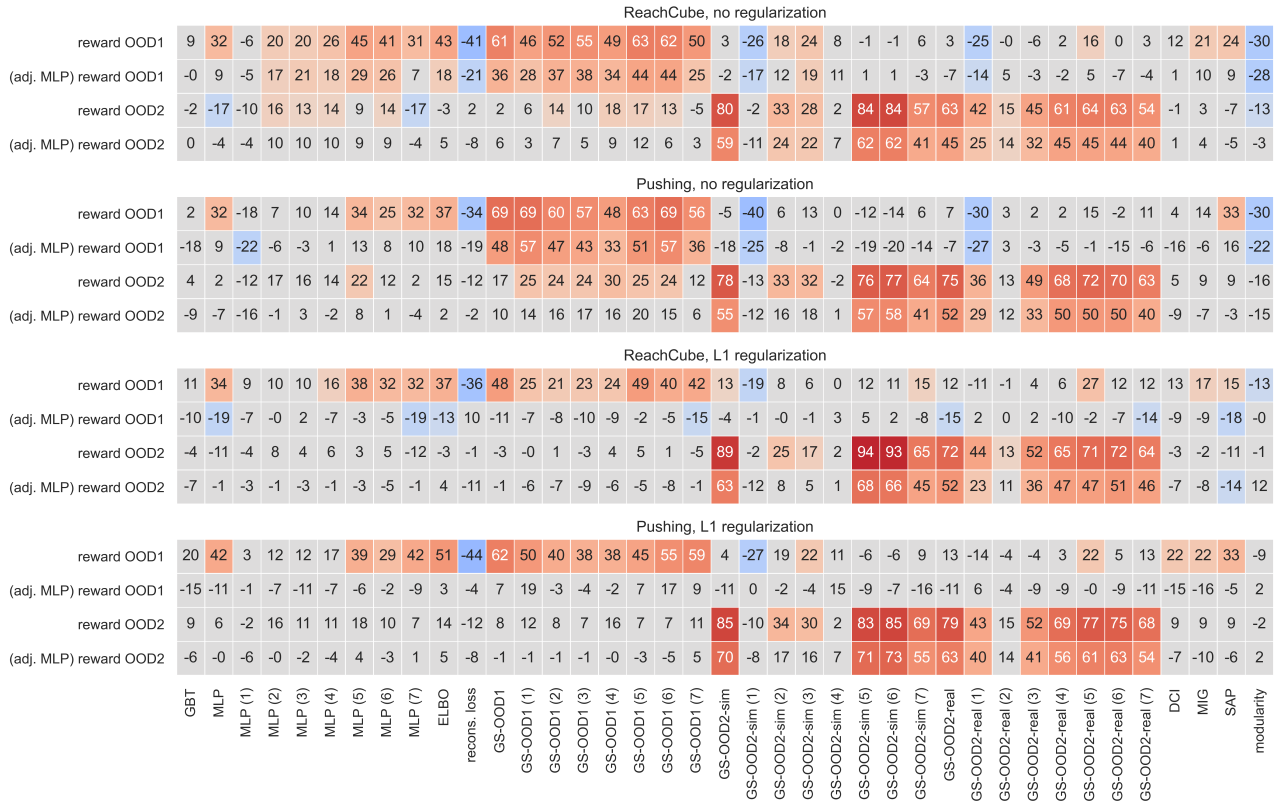 ReachCube, no regularization
reward OOD1 9 32 -6 20 20 26 45 41 31 43 -41 61 46 52 55 49 63 62 50 3 -26 18 24 8 -1 -1 6 3 -25 -0 -6 2 16 0 3 12 21 24 -30
(adj. MLP) reward OOD1 -0 9 -5 17 21 18 29 26 7 18 -21 36 28 37 38 34 44 44 25 -2 -17 12 19 11 1 1 -3 -7 -14 5 -3 -2 5 -7 -4 1 10 9 -28
reward OOD2 -2 -17 -10 16 13 14 9 14 -17 -3 2 2 6 14 10 18 17 13 -5 80 -2 33 28 2 84 84 57 63 42 15 45 61 64 63 54 -1 3 -7 -13
(adj. MLP) reward OOD2 0 -4 -4 10 10 10 9 9 -4 5 -8 6 3 7 5 9 12 6 3 59 -11 24 22 7 62 62 41 45 25 14 32 45 45 44 40 1 4 -5 -3
Pushing, no regularization
reward OOD1 2 32 -18 7 10 14 34 25 32 37 -34 69 69 60 57 48 63 69 56 -5 -40 6 13 0 -12 -14 6 7 -30 3 2 2 15 -2 11 4 14 33 -30
(adj. MLP) reward OOD1 -18 9 -22 -6 -3 1 13 8 10 18 -19 48 57 47 43 33 51 57 36 -18 -25 -8 -1 -2 -19 -20 -14 -7 -27 3 -3 -5 -1 -15 -6 -16 -6 16 -22
reward OOD2 4 2 -12 17 16 14 22 12 2 15 -12 17 25 24 24 30 25 24 12 78 -13 33 32 -2 76 77 64 75 36 13 49 68 72 70 63 5 9 9 -16
(adj. MLP) reward OOD2 -9 -7 -16 -1 3 -2 8 1 -4 2 -2 10 14 16 17 16 20 15 6 55 -12 16 18 1 57 58 41 52 29 12 33 50 50 50 40 -9 -7 -3 -15
ReachCube, L1 regularization
reward OOD1 11 34 9 10 10 16 38 32 32 37 -36 48 25 21 23 24 49 40 42 13 -19 8 6 0 12 11 15 12 -11 -1 4 6 27 12 12 13 17 15 -13
(adj. MLP) reward OOD1 -10 -19 -7 -0 2 -7 -3 -5 -19 -13 10 -11 -7 -8 -10 -9 -2 -5 -15 -4 -1 -0 -1 3 5 2 -8 -15 2 0 2 -10 -2 -7 -14 -9 -9 -18 -0
reward OOD2 -4 -11 -4 8 4 6 3 5 -12 -3 -1 -3 -0 1 -3 4 5 1 -5 89 -2 25 17 2 94 93 65 72 44 13 52 65 71 72 64 -3 -2 -11 -1
(adj. MLP) reward OOD2 -7 -1 -3 -1 -3 -1 -3 -5 -1 4 -11 -1 -6 -7 -9 -6 -1 -8 -1 63 -12 8 5 1 68 66 45 52 23 11 36 47 47 51 46 -7 -8 -14 12
Pushing, L1 regularization
reward OOD1 20 42 3 12 12 17 39 29 42 51 -44 62 50 40 38 38 45 55 59 4 -27 19 22 11 -6 -6 9 13 -14 -4 -4 3 22 5 13 22 22 33 -9
(adj. MLP) reward OOD1 -15 -11 -1 -7 -11 -7 -6 -2 -9 3 -4 7 19 -3 -4 -2 7 17 9 -11 0 -2 -4 15 -9 -7 -16 -11 6 -4 -9 -9 -0 -9 -11 -15 -16 -5 2
reward OOD2 9 6 -2 16 11 11 18 10 7 14 -12 8 12 8 7 16 7 7 11 85 -10 34 30 2 83 85 69 79 43 15 52 69 77 75 68 9 9 9 -2
(adj. MLP) reward OOD2 -6 -0 -6 -0 -2 -4 4 -3 1 5 -8 -1 -1 -1 -1 -0 -3 -5 5 70 -8 17 16 7 71 73 55 63 40 14 41 56 61 63 54 -7 -10 -6 2
GBT
MLP
MLP (1)
MLP (2)
MLP (3)
MLP (4)
MLP (5)
MLP (6)
MLP (7)
ELBO
recons. loss
GS-OOD1
GS-OOD1 (1)
GS-OOD1 (2)
GS-OOD1 (3)
GS-OOD1 (4)
GS-OOD1 (5)
GS-OOD1 (6)
GS-OOD1 (7)
GS-OOD2-sim
GS-OOD2-sim (1)
GS-OOD2-sim (2)
GS-OOD2-sim (3)
GS-OOD2-sim (4)
GS-OOD2-sim (5)
GS-OOD2-sim (6)
GS-OOD2-sim (7)
GS-OOD2-real
GS-OOD2-real (1)
GS-OOD2-real (2)
GS-OOD2-real (3)
GS-OOD2-real (4)
GS-OOD2-real (5)
GS-OOD2-real (6)
GS-OOD2-real (7)
DCI
MIG
SAP
modularity